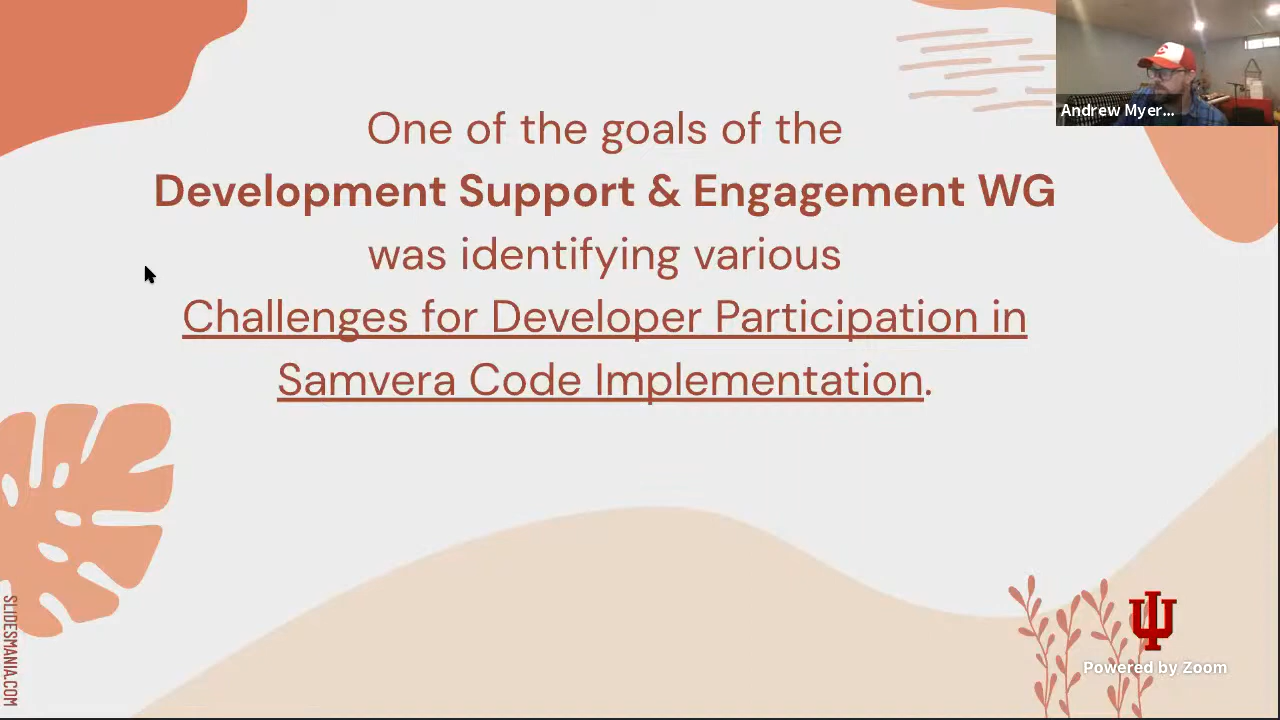 One of the goals of the
Development Support & Engagement WG
was identifying various
Challenges for Developer Participation in
Samvera Code Implementation.
Andrew Myer...
SLIDESMANIA.COM
Powered by Zoom